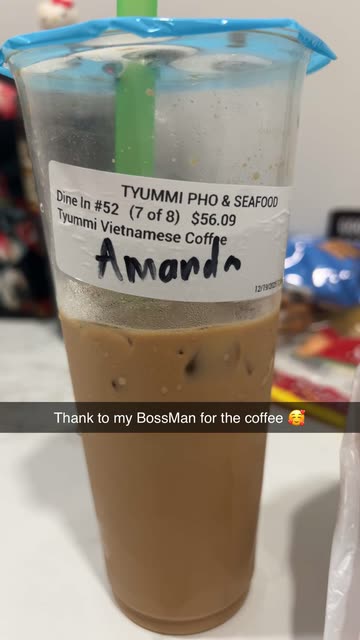 TYUMMI PHO & SEAFOOD
Dine In #52 (7 of 8) $56.09
Tyummi Vietnamese Coffee
Amanda
Thank to my BossMan for the coffee 🥰